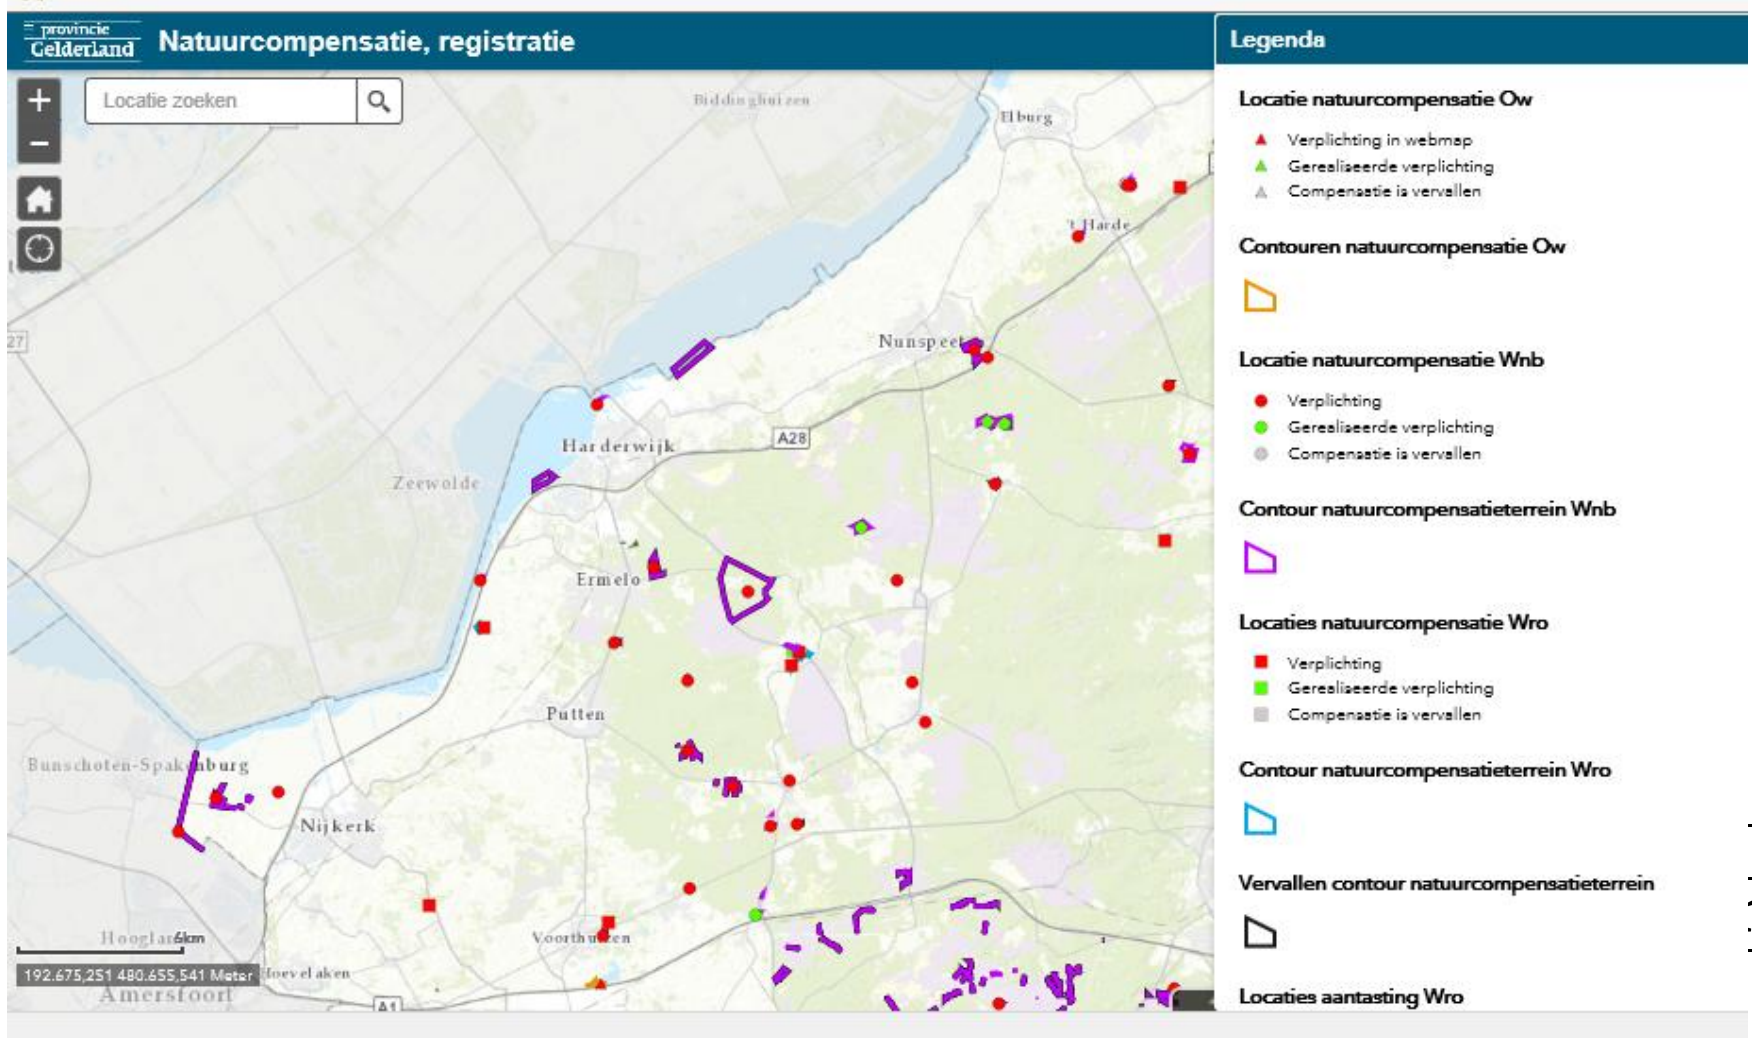 provincie
Gelderland
Natuurcompensatie, registratie
Legenda
+
Locatie zoeken
−
Biddinghuizen
Elburg
't Harde
27
Nunspeet
Harderwijk
A28
Zeewolde
Ermelo
Putten
Bunschoten-Spakenburg
Nijkerk
Hoogland
6km
Voorthuizen
192.675,251 480.655,541 Meter
Hoevelaken
Amersfoort
A1
Locatie natuurcompensatie Ow
Verplichting in webmap
Gerealiseerde verplichting
Compensatie is vervallen
Contouren natuurcompensatie Ow
Locatie natuurcompensatie Wnb
Verplichting
Gerealiseerde verplichting
Compensatie is vervallen
Contour natuurcompensatieterrein Wnb
Locaties natuurcompensatie Wro
Verplichting
Gerealiseerde verplichting
Compensatie is vervallen
Contour natuurcompensatieterrein Wro
Vervallen contour natuurcompensatieterrein
Locaties aantasting Wro